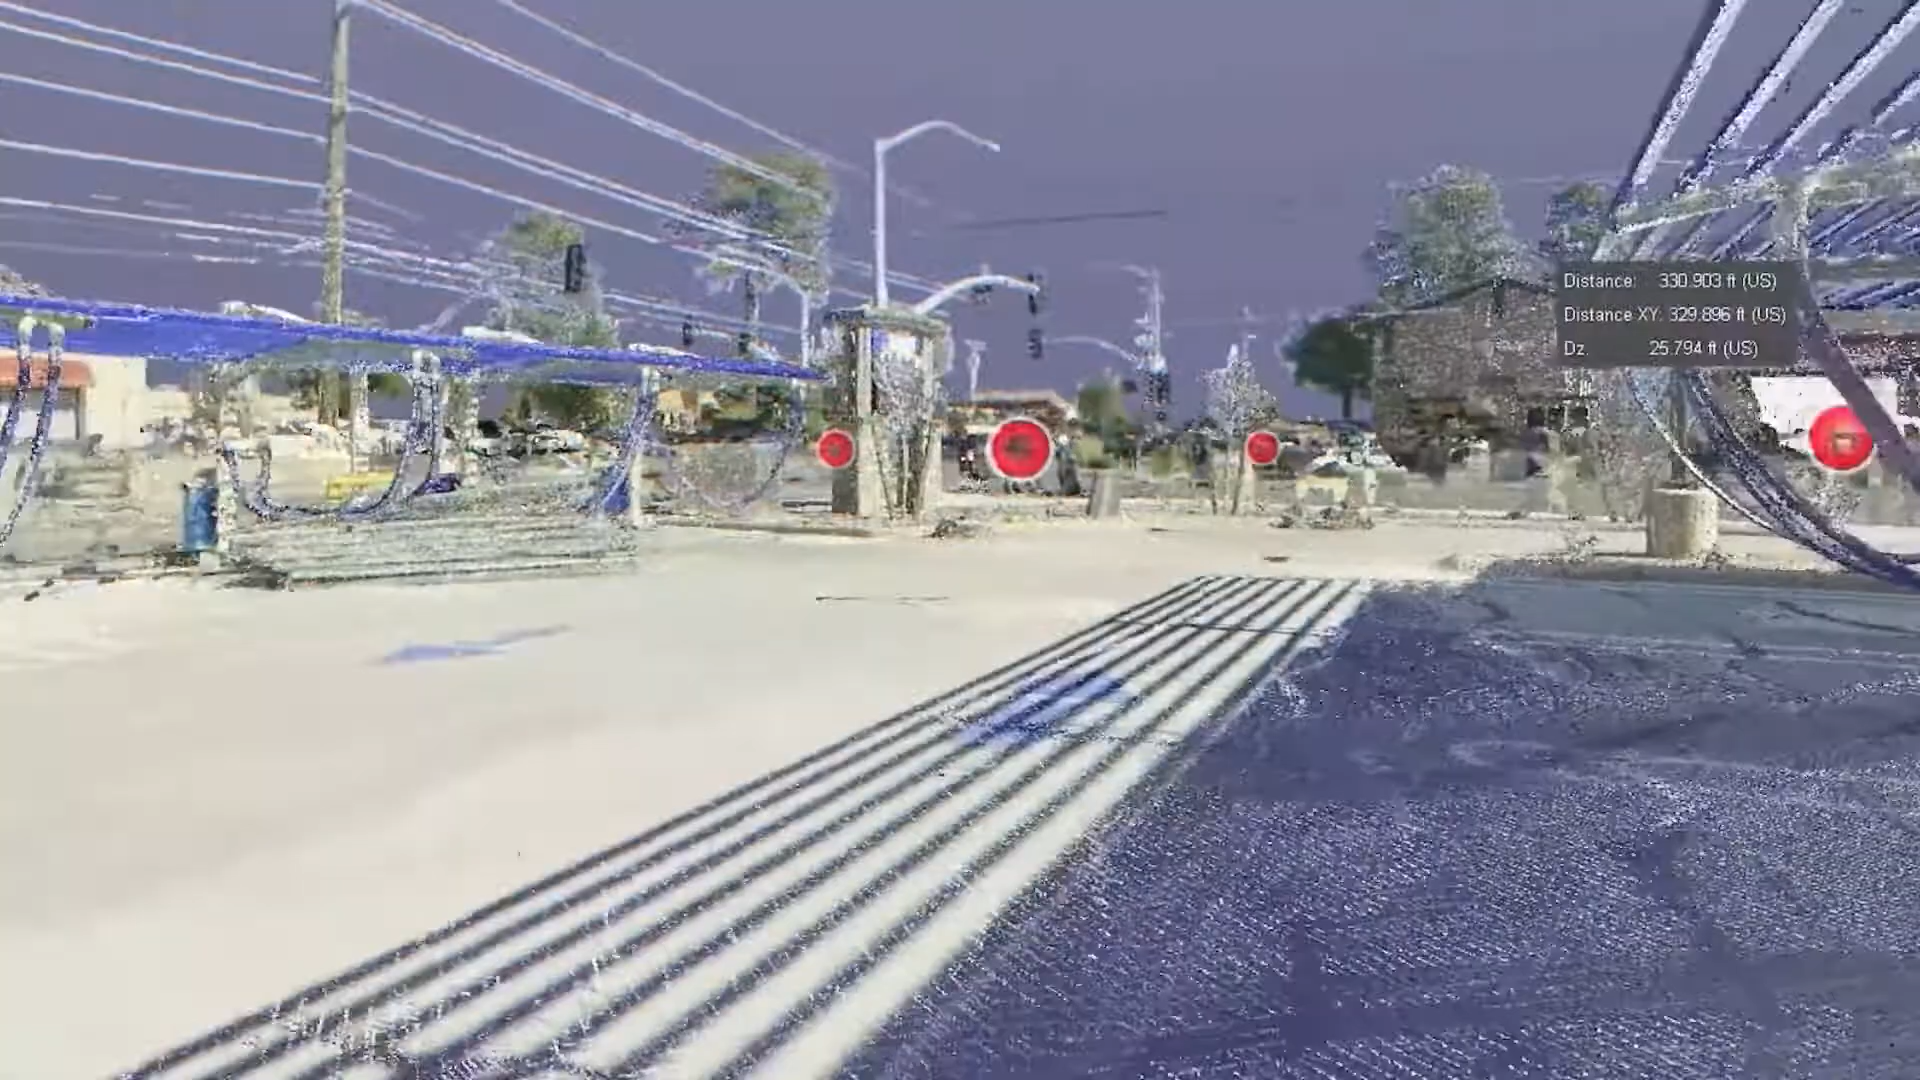 Distance: 330.903 ft (US)
Distance XY: 329.896 ft (US)
Dz: 25.794 ft (US)